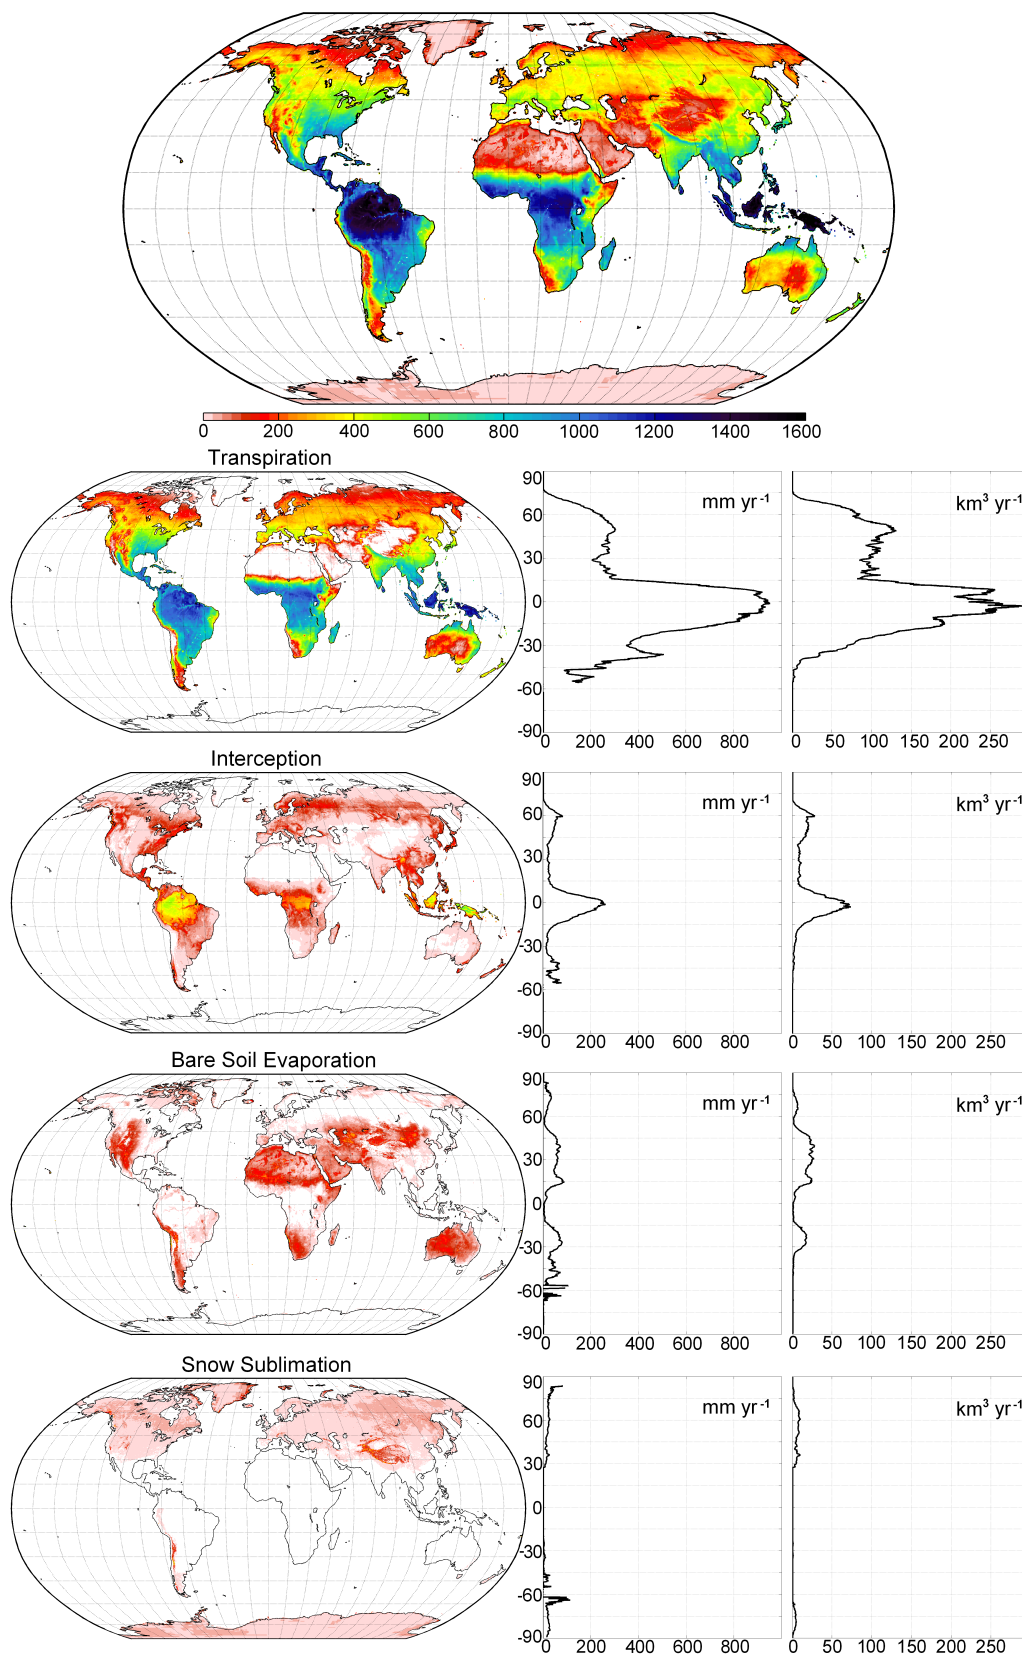 0 200 400 600 800 1000 1200 1400 1600
Transpiration
90
60
30
0
-30
-60
-90
mm yr-1
km³ yr-1
0 200 400 600 800
0 50 100 150 200 250
Interception
90
60
30
0
-30
-60
-90
mm yr-1
km³ yr-1
0 200 400 600 800
0 50 100 150 200 250
Bare Soil Evaporation
90
60
30
0
-30
-60
-90
mm yr-1
km³ yr-1
0 200 400 600 800
0 50 100 150 200 250
Snow Sublimation
90
60
30
0
-30
-60
-90
mm yr-1
km³ yr-1
0 200 400 600 800
0 50 100 150 200 250